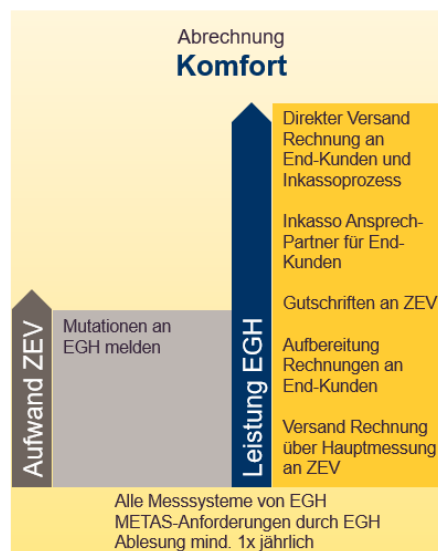 Abrechnung
Komfort
Aufwand ZEV
Mutationen an
EGH melden
Leistung EGH
Direkter Versand
Rechnung an
End-Kunden und
Inkassoprozess
Inkasso Ansprech-
Partner für End-
Kunden
Gutschriften an ZEV
Aufbereitung
Rechnungen an
End-Kunden
Versand Rechnung
über Hauptmessung
an ZEV
Alle Messsysteme von EGH
METAS-Anforderungen durch EGH
Ablesung mind. 1x jährlich